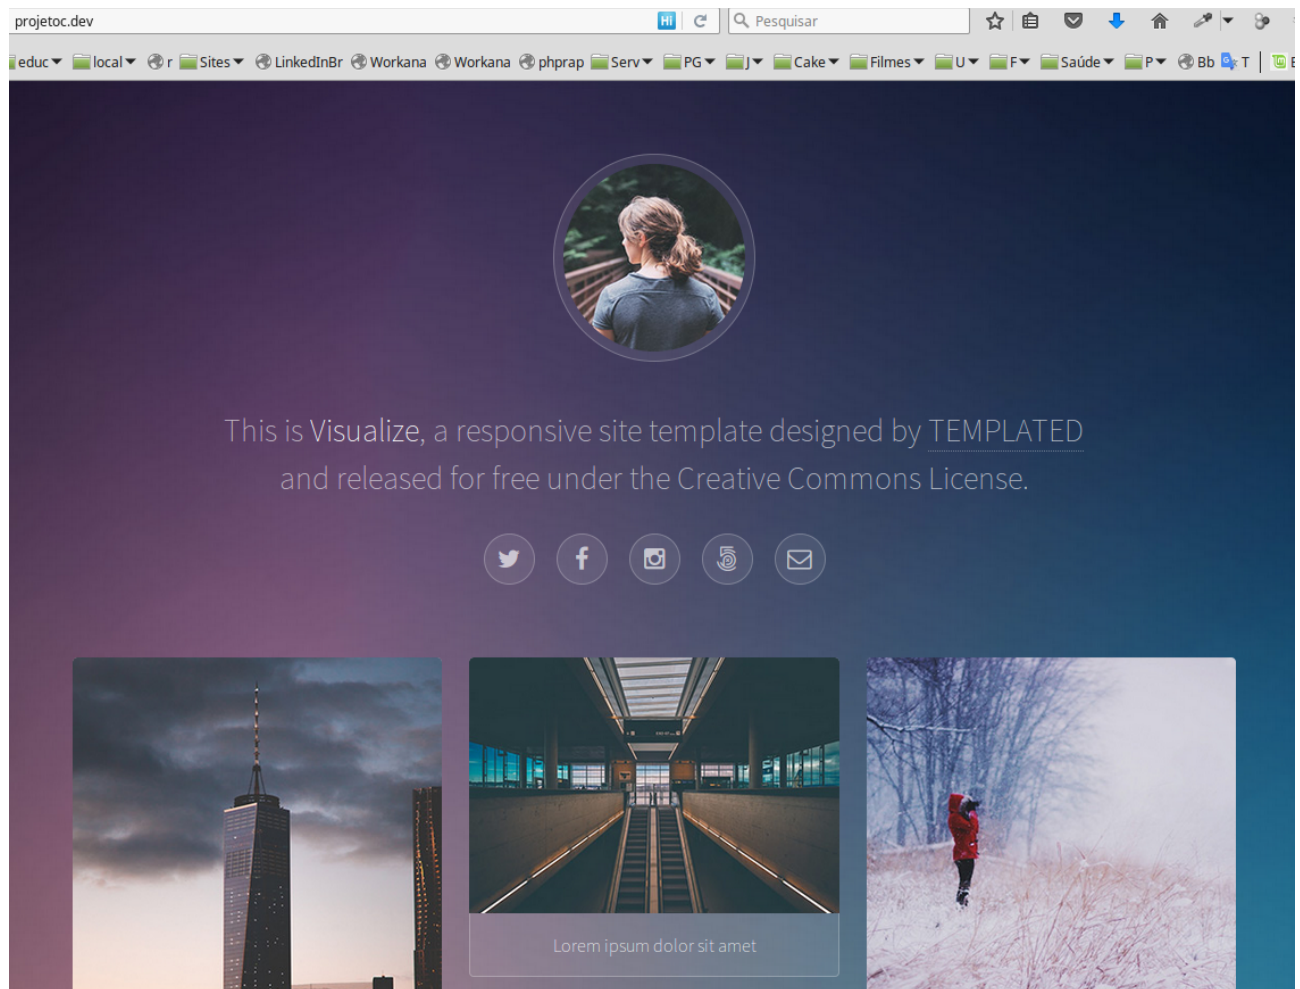 projetoc.dev Hi Pesquisar
educ local r Sites LinkedInBr Workana Workana phprap Serv PG J Cake Filmes U F Saúde P Bb T
This is Visualize, a responsive site template designed by TEMPLATED
and released for free under the Creative Commons License.
Lorem ipsum dolor sit amet